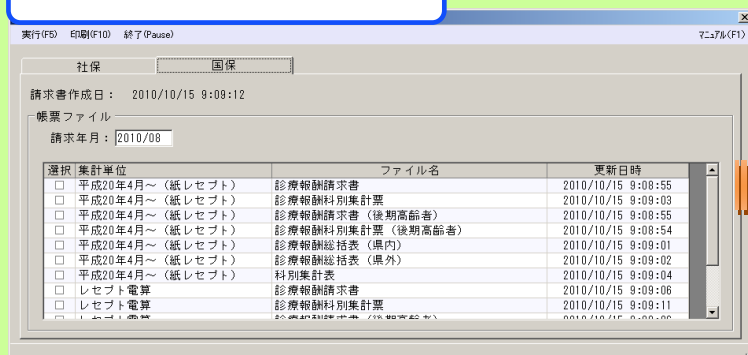 実行(F5) 印刷(F10) 終了(Pause) マニュアル(F1)
社保 国保
請求書作成日： 2010/10/15 9:09:12
帳票ファイル
請求年月： 2010/08
選択 集計単位 ファイル名 更新日時
平成20年4月～（紙レセプト） 診療報酬請求書 2010/10/15 9:08:55
平成20年4月～（紙レセプト） 診療報酬科別集計票 2010/10/15 9:09:03
平成20年4月～（紙レセプト） 診療報酬請求書（後期高齢者） 2010/10/15 9:08:55
平成20年4月～（紙レセプト） 診療報酬科別集計票（後期高齢者） 2010/10/15 9:08:54
平成20年4月～（紙レセプト） 診療報酬総括表（県内） 2010/10/15 9:09:01
平成20年4月～（紙レセプト） 診療報酬総括表（県外） 2010/10/15 9:09:02
平成20年4月～（紙レセプト） 科別集計表 2010/10/15 9:09:04
レセプト電算 診療報酬請求書 2010/10/15 9:09:06
レセプト電算 診療報酬科別集計票 2010/10/15 9:09:11